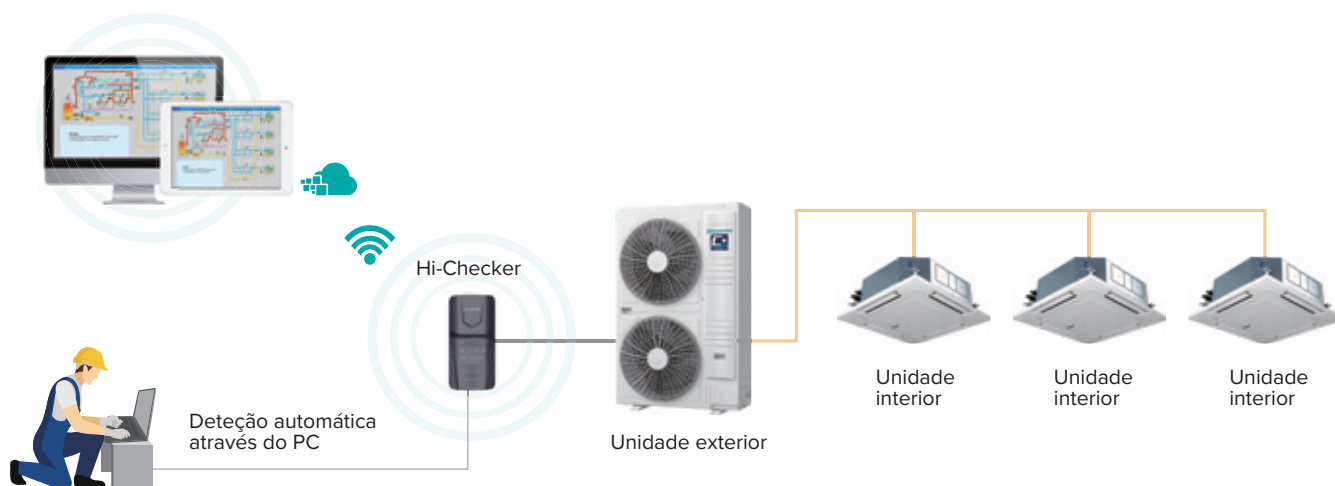 Hi-Checker
Deteção automática
através do PC
Unidade exterior
Unidade
interior
Unidade
interior
Unidade
interior